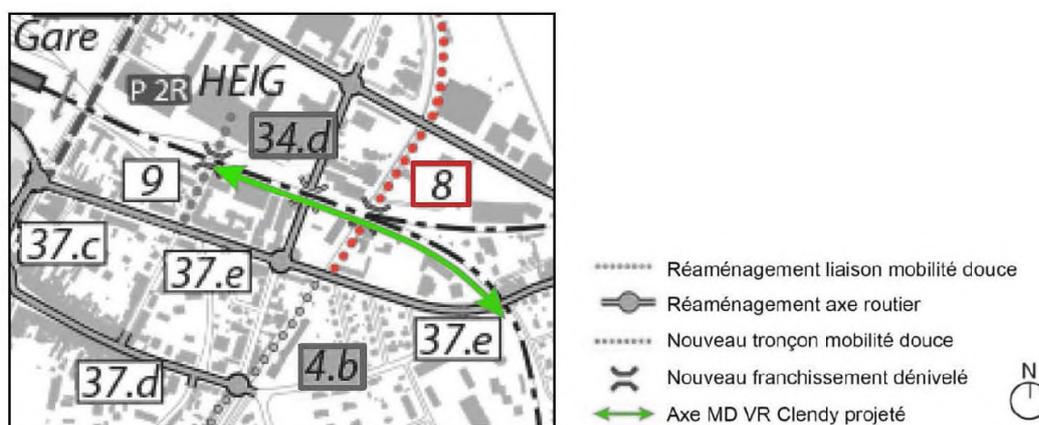 Gare
P 2R HEIG
34.d
9
8
37.c
37.e
37.e
4.b
37.d
Réaménagement liaison mobilité douce
Réaménagement axe routier
Nouveau tronçon mobilité douce
Nouveau franchissement dénivelé
Axe MD VR Clendy projeté
N